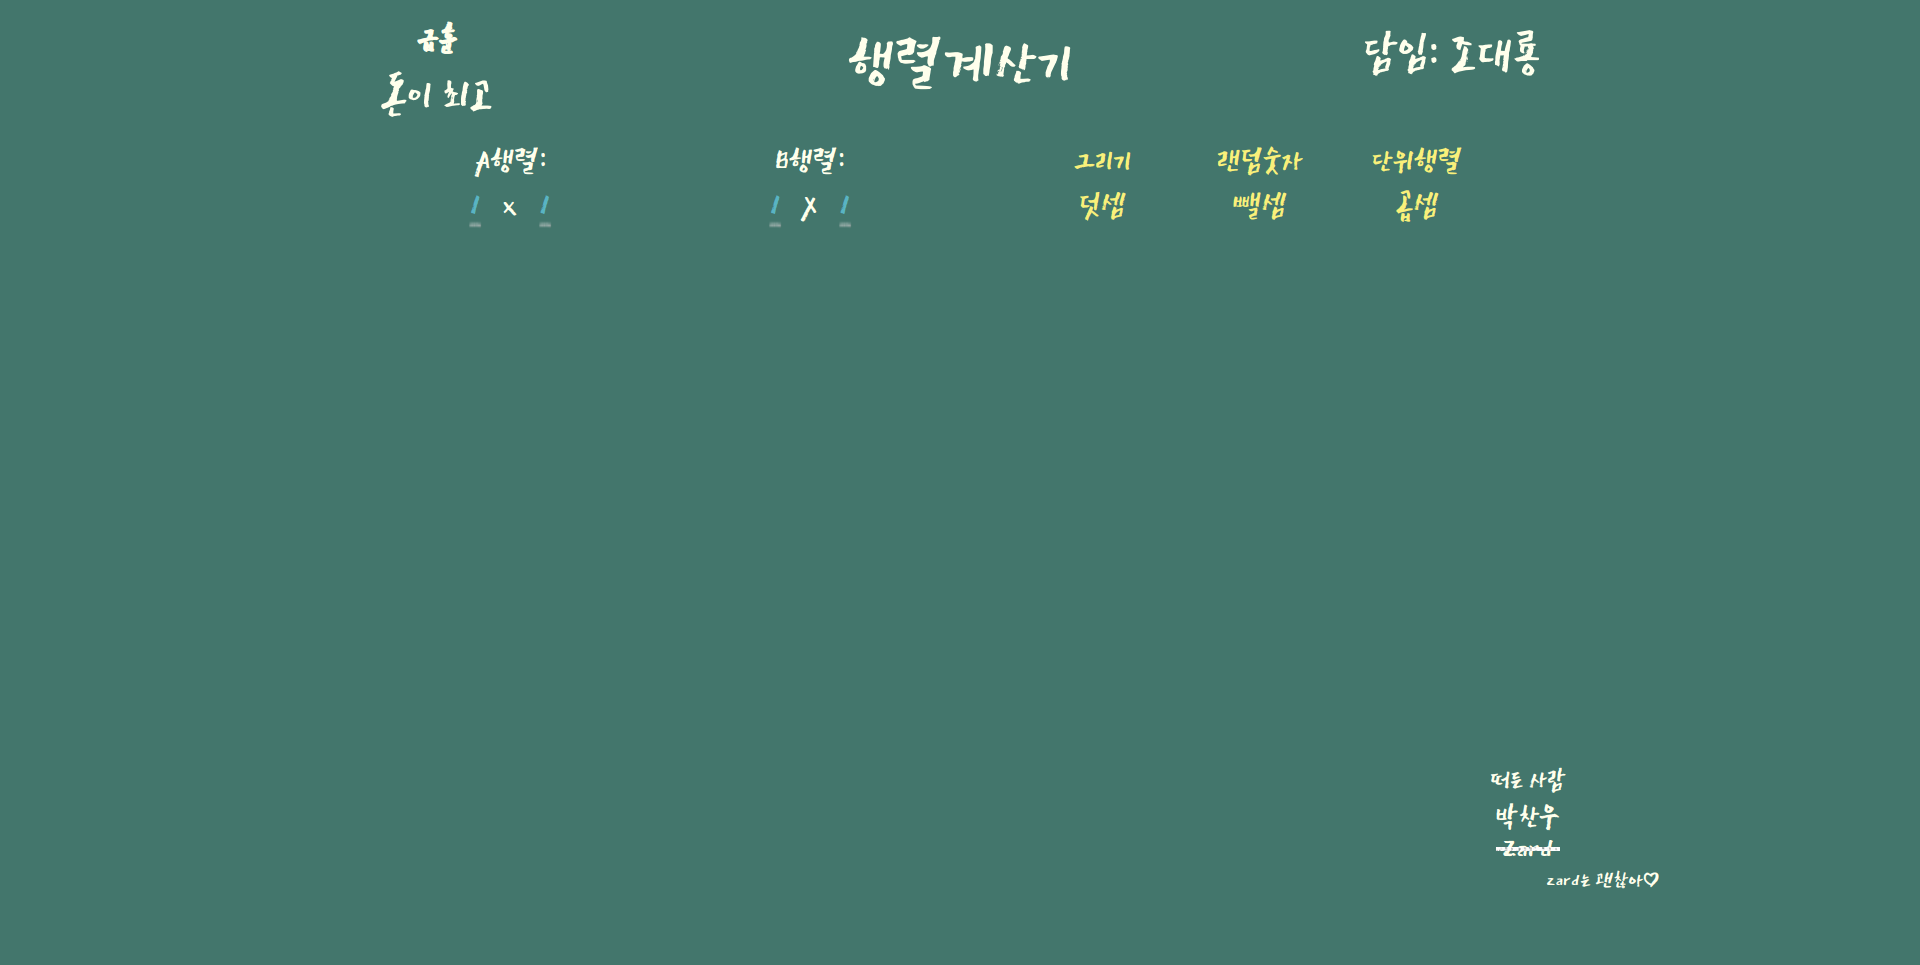 급훈
돈이 최고
행렬계산기
담임: 조대룡
A행렬:
1 x 1
B행렬:
1 X 1
그리기 랜덤숫자 단위행렬
덧셈 뺄셈 곱셈
떠든 사람
박찬우
Zard
zard는 괜찮아♡